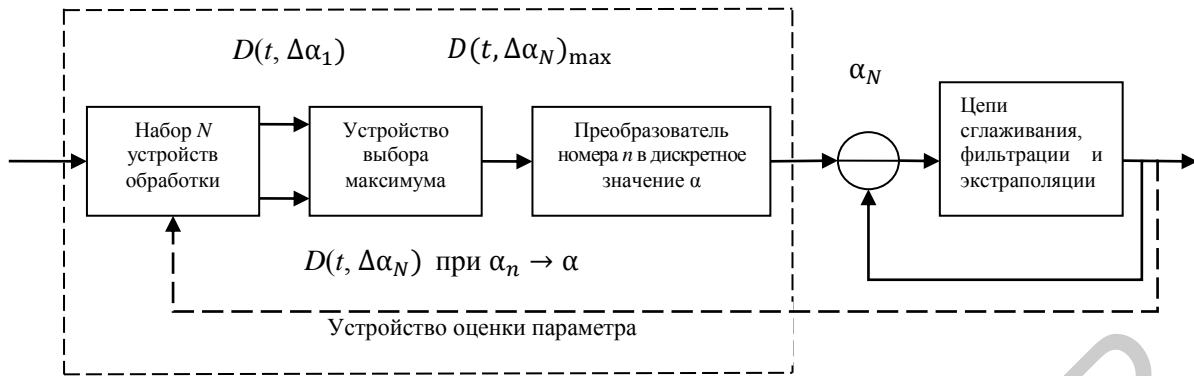 D(t, Δα₁)
D(t, Δα_N)max
α_N
Набор N
устройств
обработки
Устройство
выбора
максимума
Преобразователь
номера n в дискретное
значение α
Цепи
сглаживания,
фильтрации и
экстраполяции
D(t, Δα_N) при α_n → α
Устройство оценки параметра